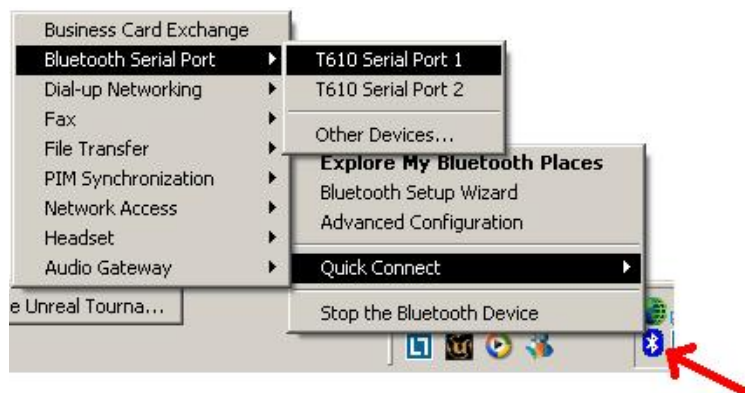 Business Card Exchange
Bluetooth Serial Port
Dial-up Networking
Fax
File Transfer
PIM Synchronization
Network Access
Headset
Audio Gateway
T610 Serial Port 1
T610 Serial Port 2
Other Devices...
Explore My Bluetooth Places
Bluetooth Setup Wizard
Advanced Configuration
Quick Connect
Stop the Bluetooth Device
e Unreal Tourna...